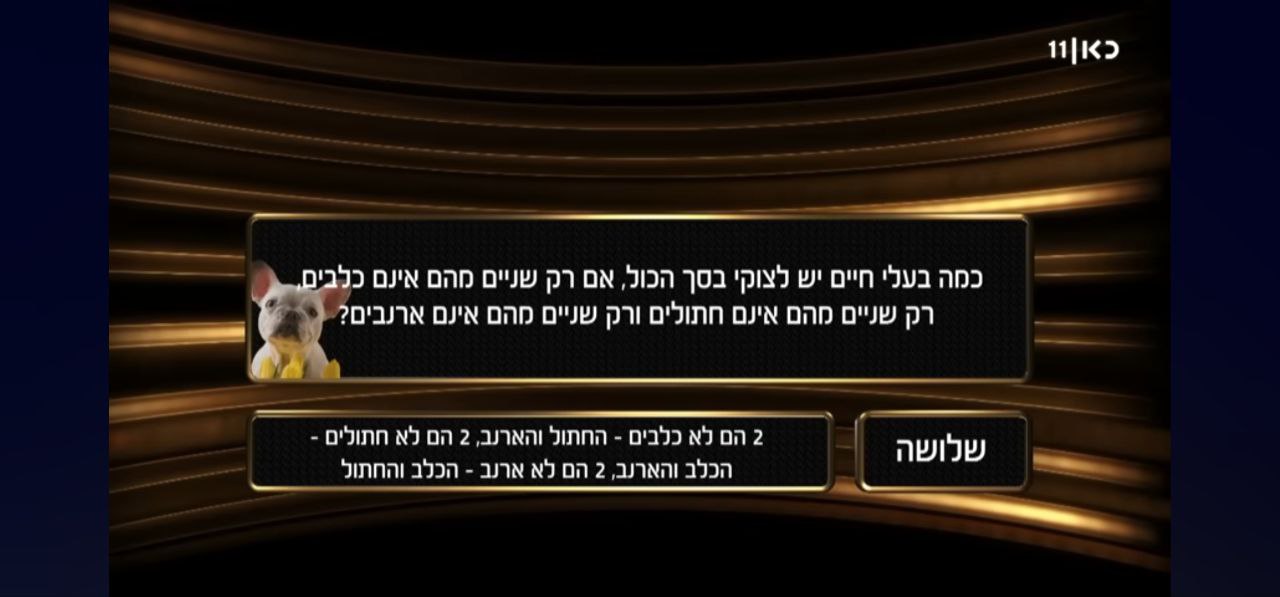 כאן|11
כמה בעלי חיים יש לצוקי בסך הכול, אם רק שניים מהם אינם כלבים,
רק שניים מהם אינם חתולים ורק שניים מהם אינם ארנבים?
שלושה
2 הם לא כלבים - החתול והארנב, 2 הם לא חתולים -
הכלב והארנב, 2 הם לא ארנב - הכלב והחתול